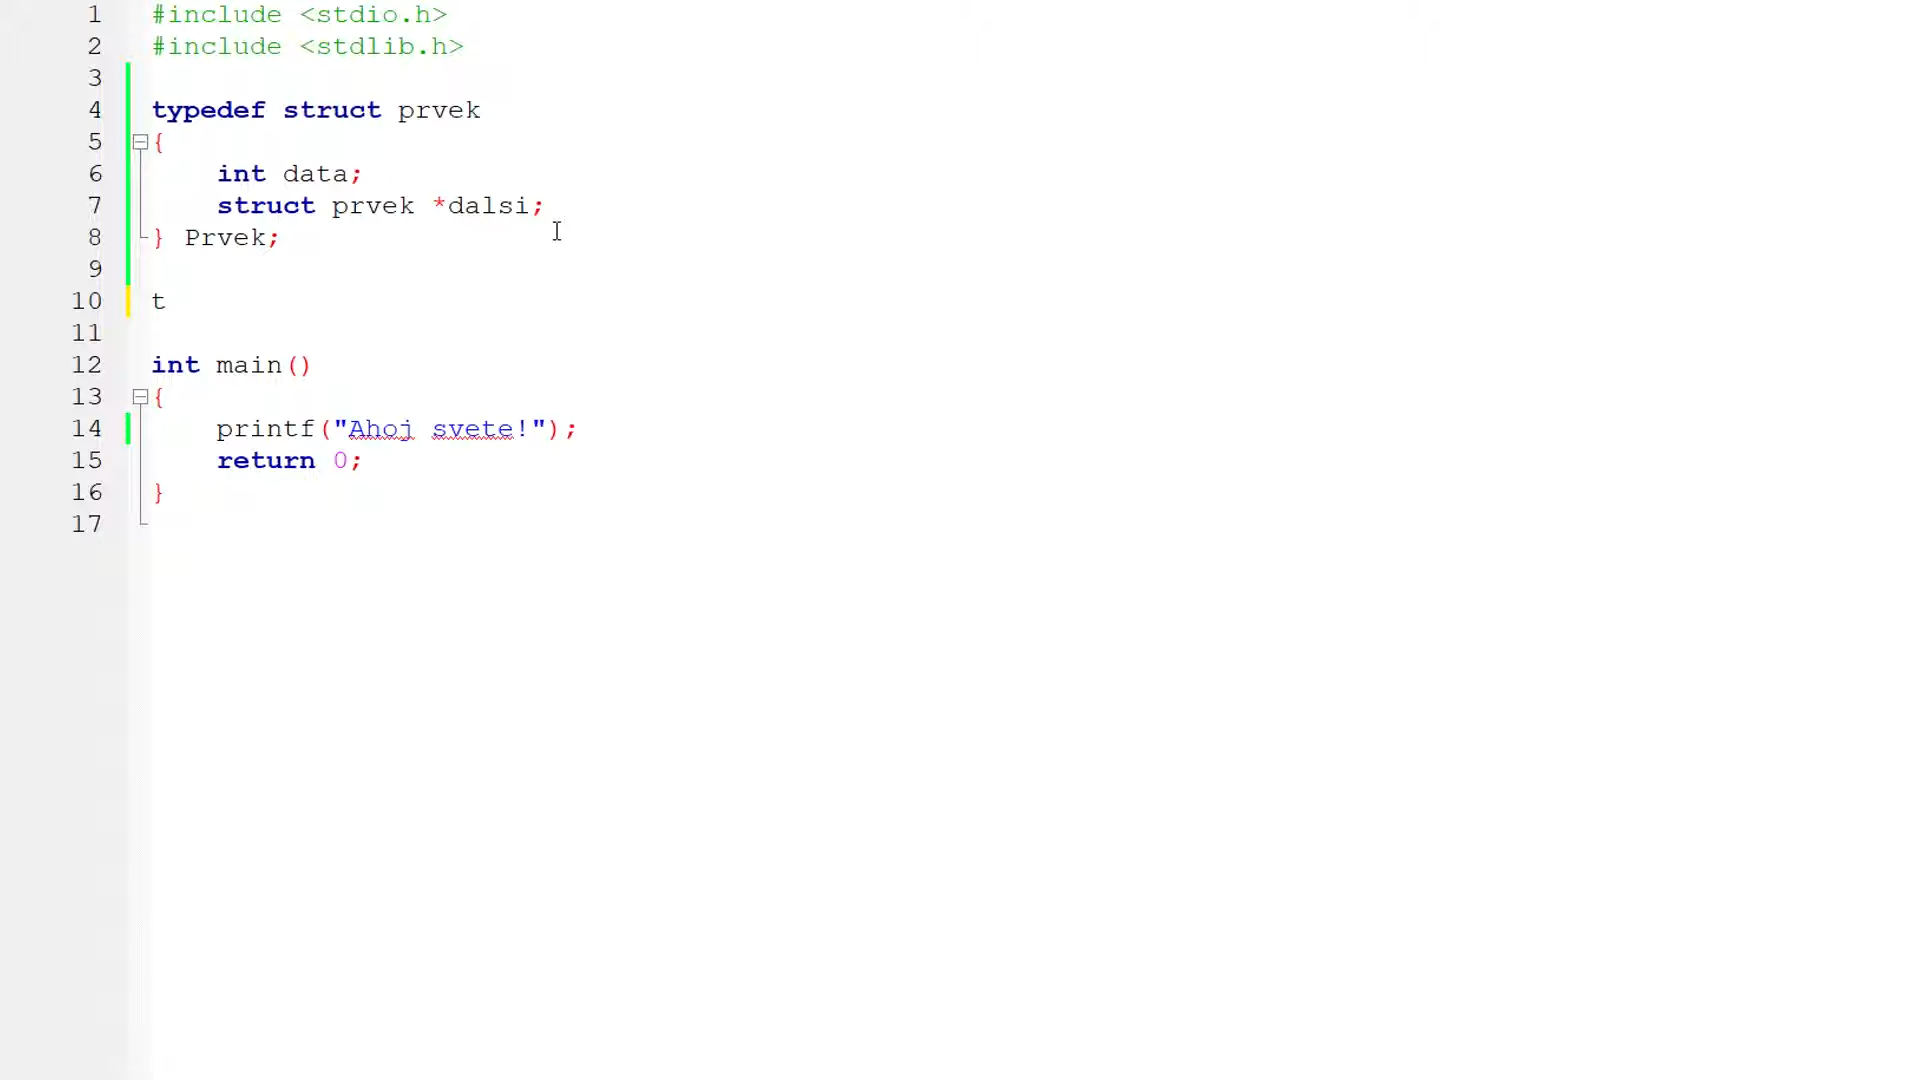 1 #include <stdio.h>
2 #include <stdlib.h>
3
4 typedef struct prvek
5 {
6     int data;
7     struct prvek *dalsi;
8 } Prvek;
9
10 t
11
12 int main()
13 {
14     printf("Ahoj svete!");
15     return 0;
16 }
17